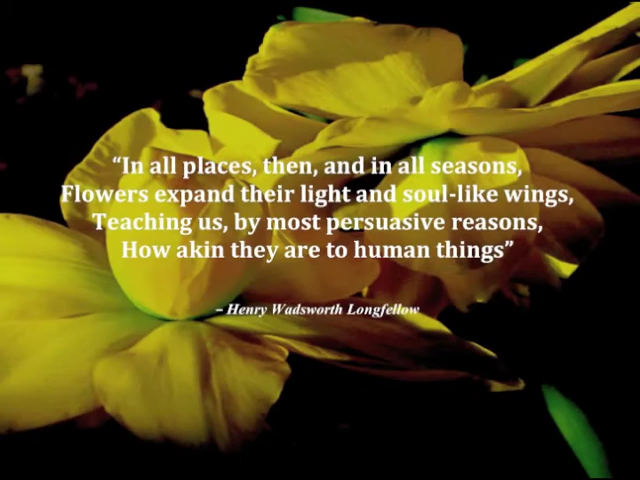 “In all places, then, and in all seasons,
Flowers expand their light and soul-like wings,
Teaching us, by most persuasive reasons,
How akin they are to human things”
– Henry Wadsworth Longfellow